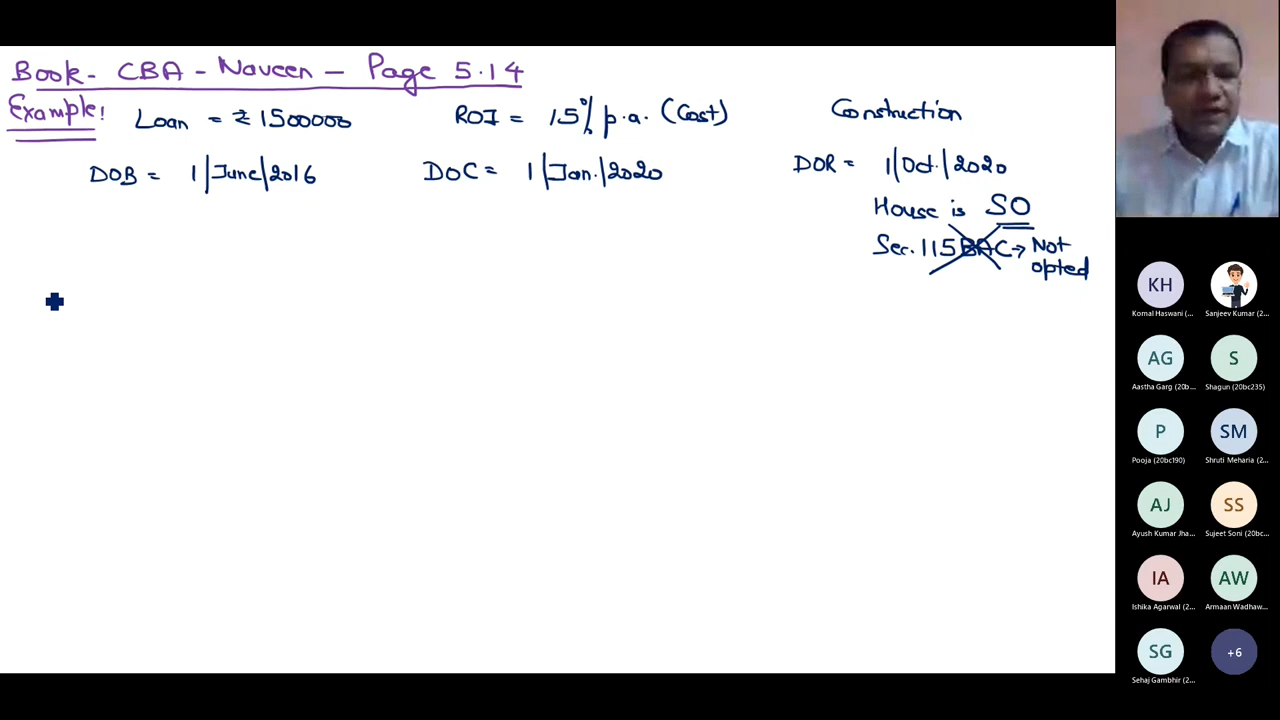 Book - CBA - Naveen - Page 5.14
Example! Loan = ₹ 1500000 ROI = 15% p.a. (Cost) Construction
DOB = 1/June/2016 DOC = 1/Jan./2020 DOR = 1/Oct./2020
House is SO
Sec. 115BAC → Not opted
KH
Komal Haswani (...
Sanjeev Kumar (2...
AG
Aastha Garg (20b...
S
Shagun (20bc235)
P
Pooja (20bc190)
SM
Shruti Meharia (2...
AJ
Ayush Kumar Jha...
SS
Sujeet Soni (20bc...
IA
Ishika Agarwal (2...
AW
Armaan Wadhaw...
SG
Sehaj Gambhir (2...
+6